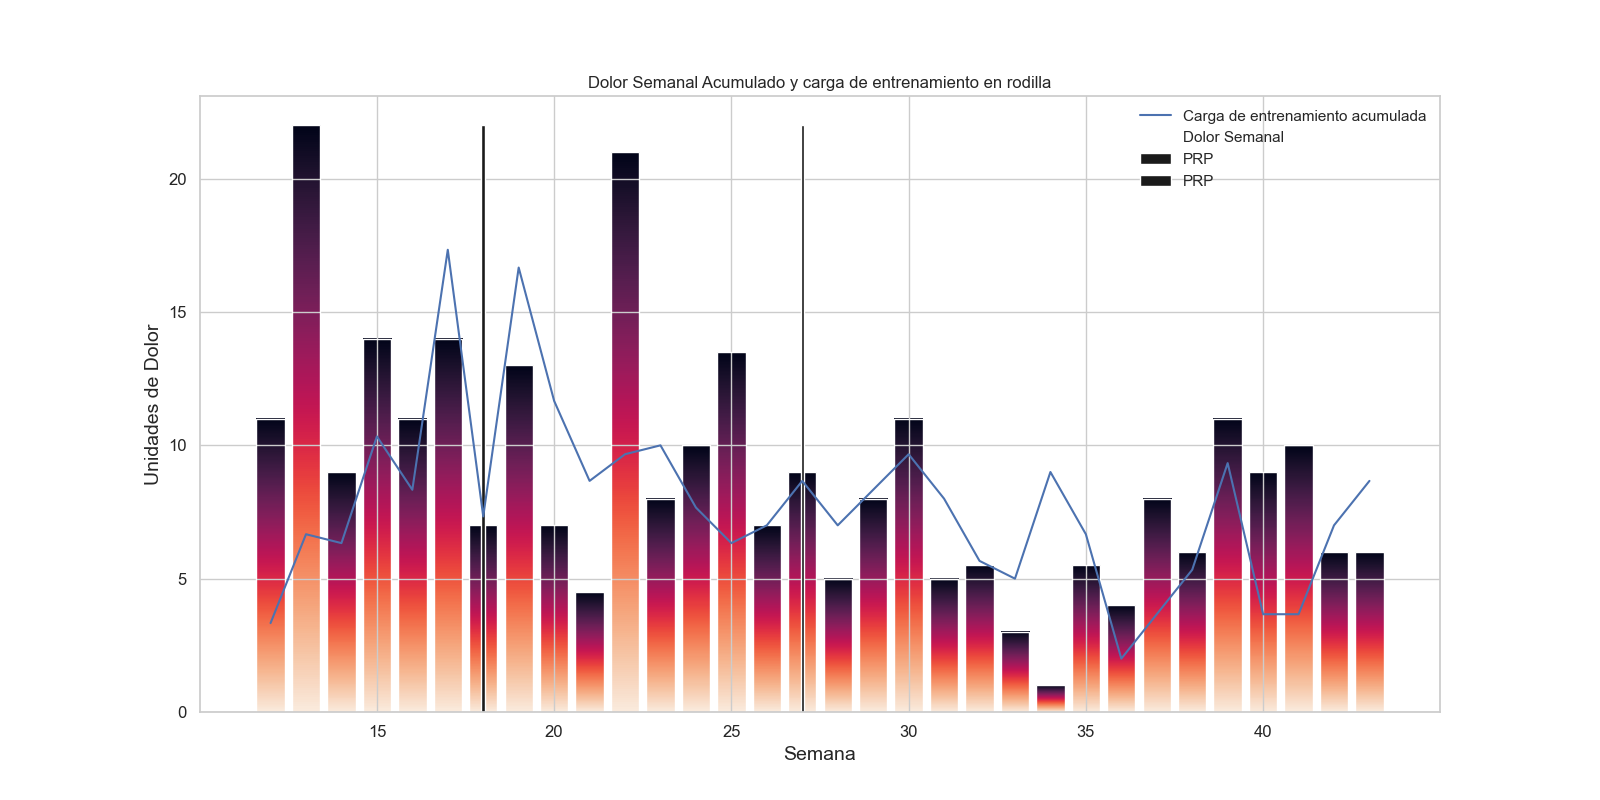 Dolor Semanal Acumulado y carga de entrenamiento en rodilla
Carga de entrenamiento acumulada
Dolor Semanal
PRP
PRP
Unidades de Dolor
20
15
10
5
0
15 20 25 30 35 40
Semana